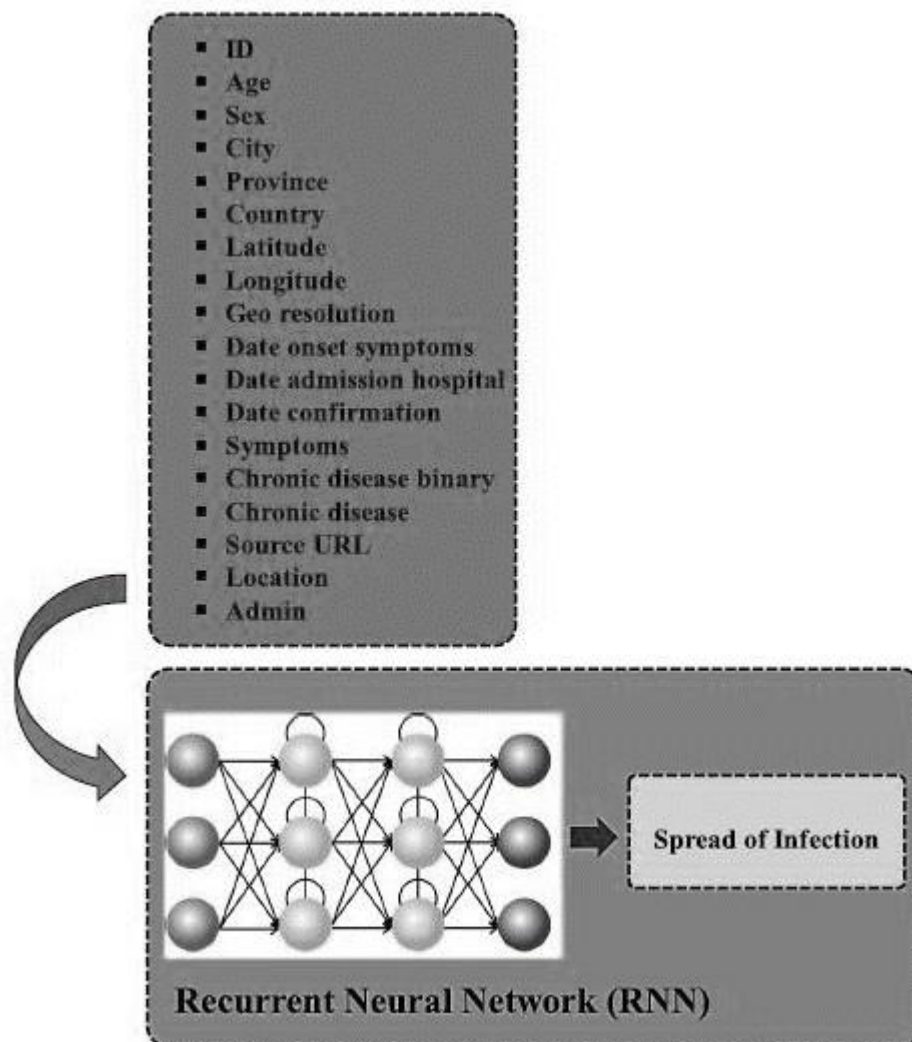 ID
Age
Sex
City
Province
Country
Latitude
Longitude
Geo resolution
Date onset symptoms
Date admission hospital
Date confirmation
Symptoms
Chronic disease binary
Chronic disease
Source URL
Location
Admin
Spread of Infection
Recurrent Neural Network (RNN)